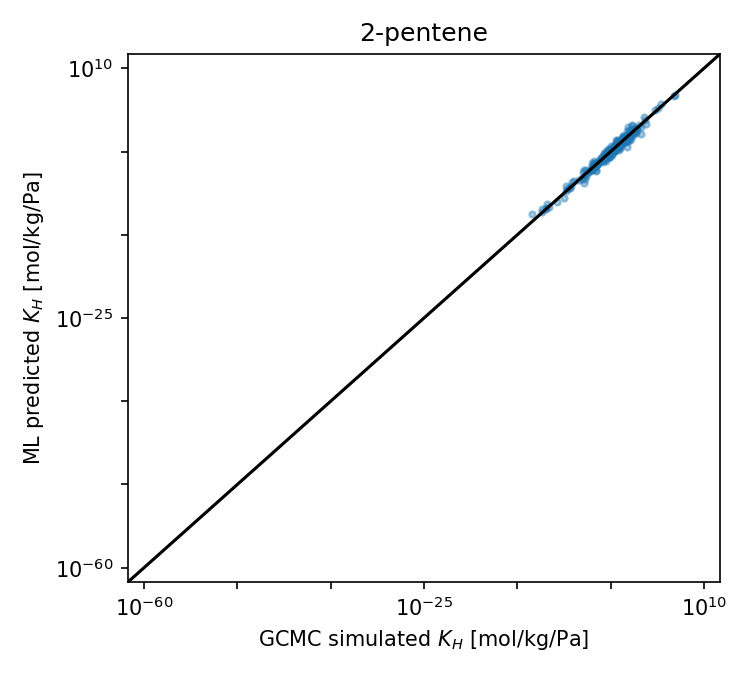 2-pentene
10^{10}
10^{-25}
10^{-60}
ML predicted K_H [mol/kg/Pa]
10^{-60} 10^{-25} 10^{10}
GCMC simulated K_H [mol/kg/Pa]